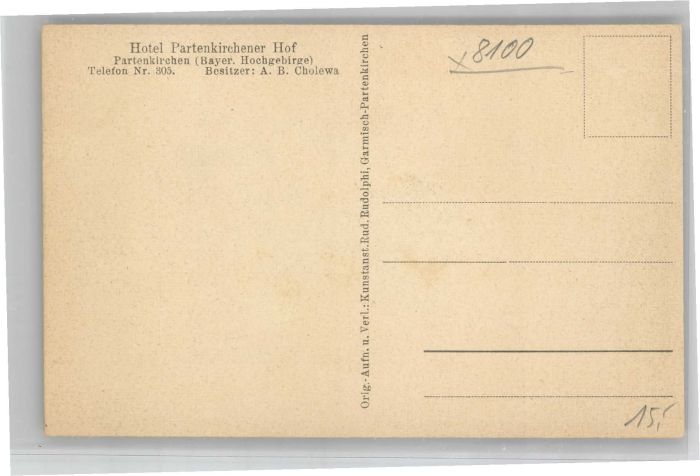 Hotel Partenkirchener Hof
Partenkirchen (Bayer. Hochgebirge)
Telefon Nr. 305. Besitzer: A. B. Cholewa
Orig.-Aufn. u. Verl.: Kunstanst. Rud. Rudolphi, Garmisch-Partenkirchen
x8100
15,-